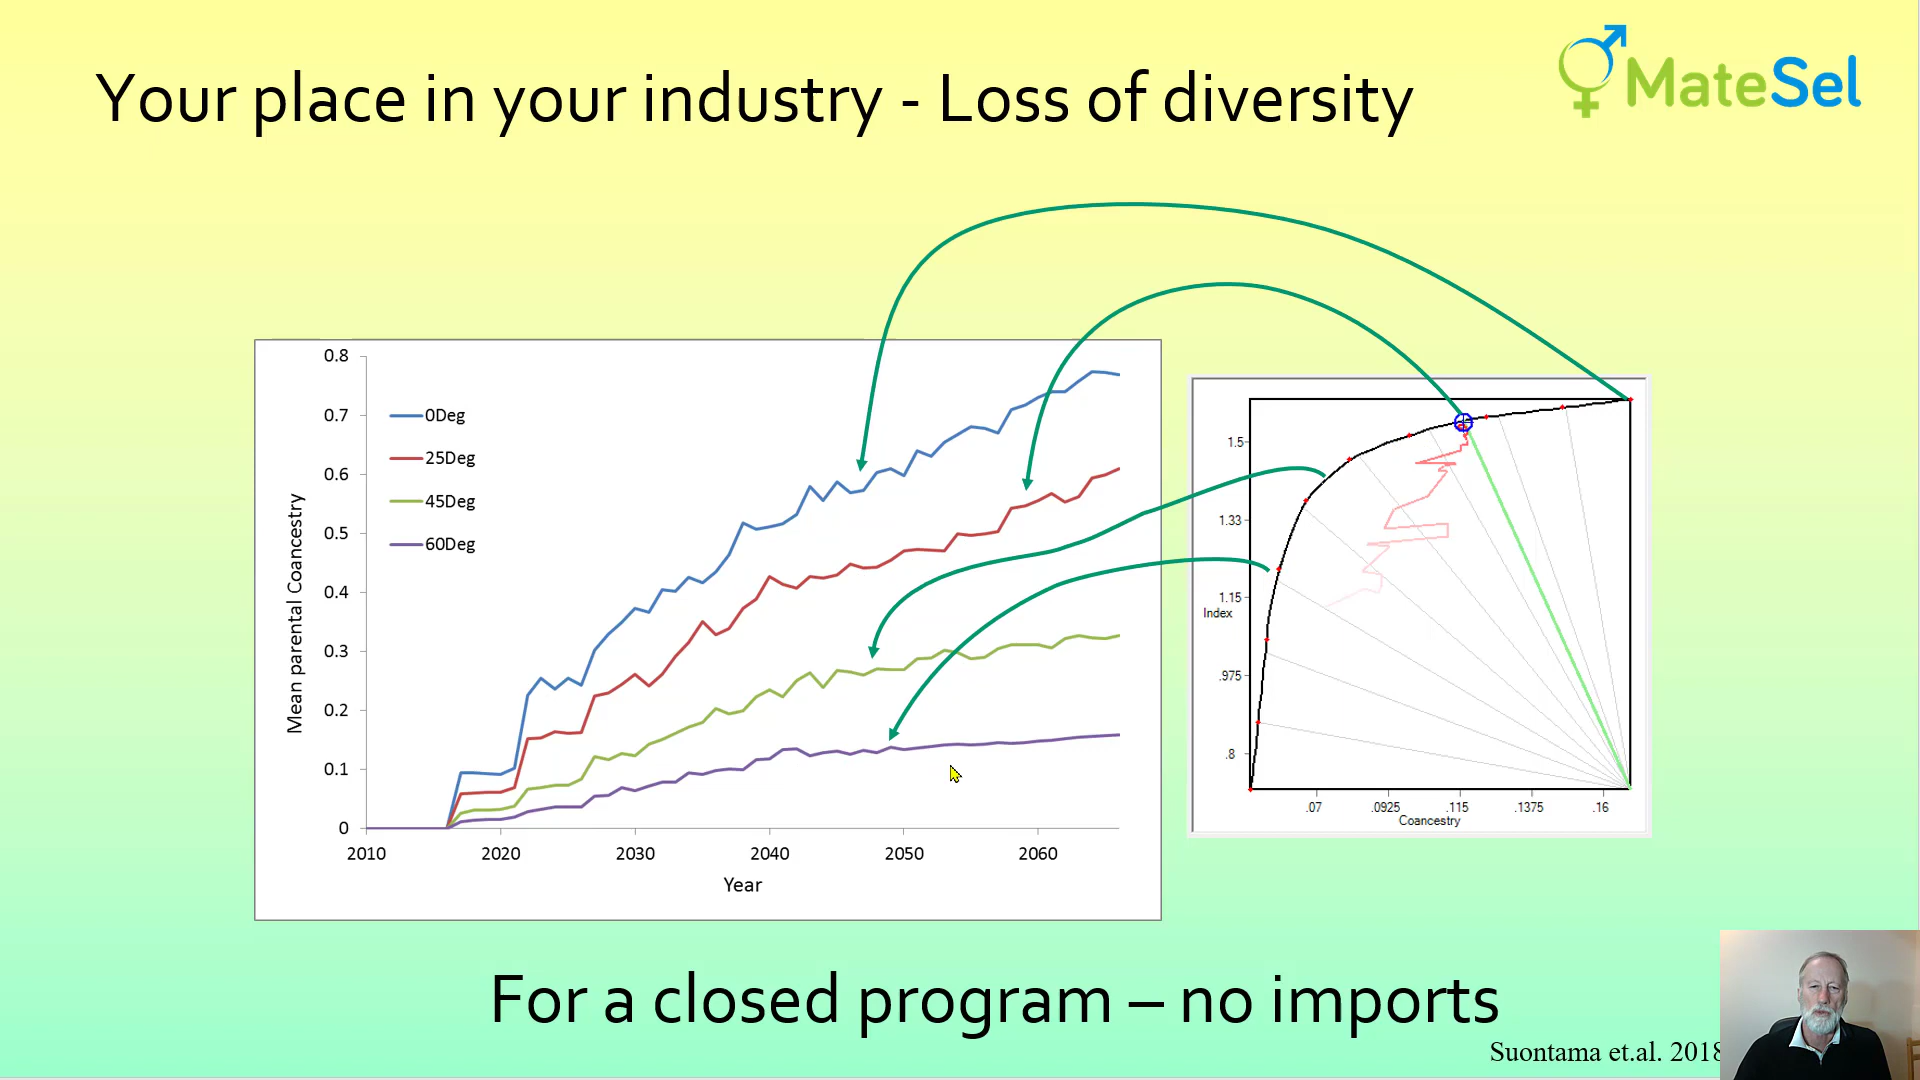 Your place in your industry - Loss of diversity
MateSel
0.8
0.7
0.6
0.5
0.4
0.3
0.2
0.1
0
Mean parental Coancestry
0Deg
25Deg
45Deg
60Deg
2010 2020 2030 2040 2050 2060
Year
1.5
1.33
1.15
Index
.975
.8
.07 .0925 .115 .1375 .16
Coancestry
For a closed program – no imports
Suontama et.al. 2018